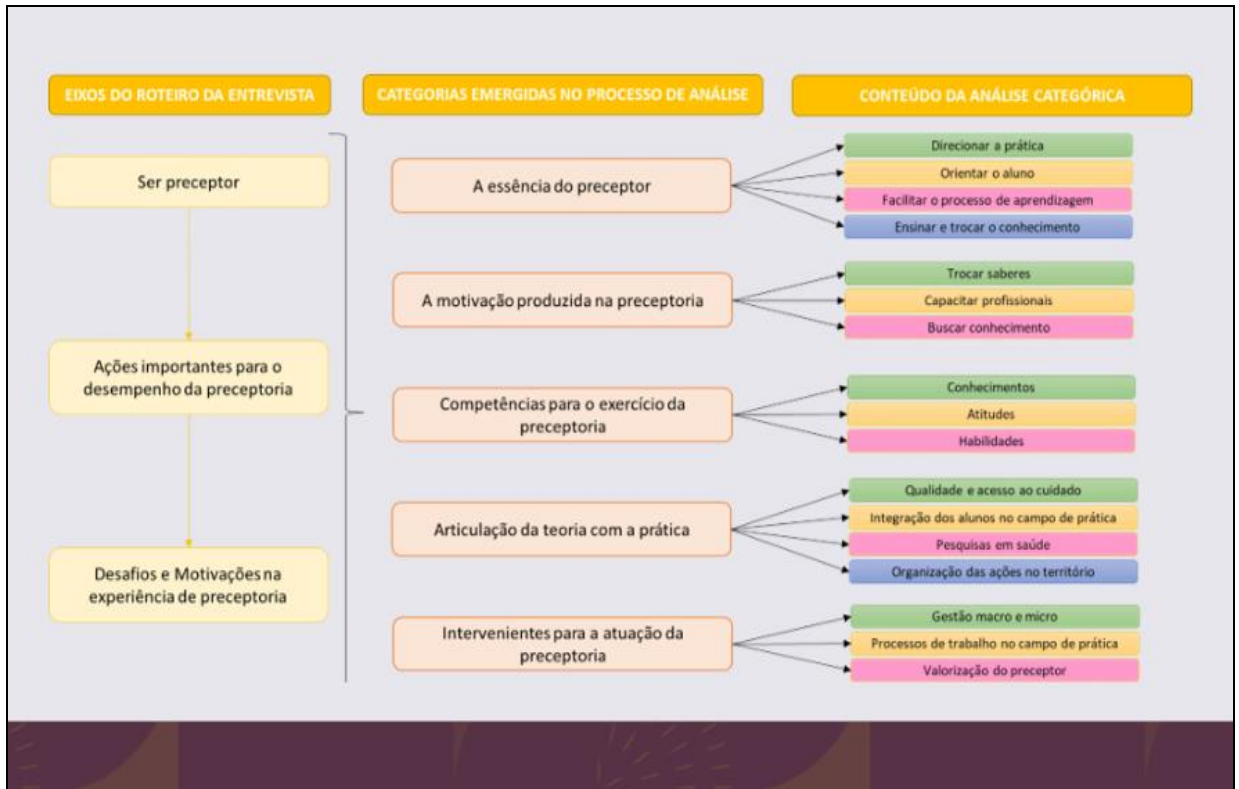 EIXOS DO ROTEIRO DA ENTREVISTA
Ser preceptor
Ações importantes para o
desempenho da preceptoria
Desafios e Motivações na
experiência de preceptoria
CATEGORIAS EMERGIDAS NO PROCESSO DE ANÁLISE
A essência do preceptor
A motivação produzida na preceptoria
Competências para o exercício da
preceptoria
Articulação da teoria com a prática
Intervenientes para a atuação da
preceptoria
CONTEÚDO DA ANÁLISE CATEGÓRICA
Direcionar a prática
Orientar o aluno
Facilitar o processo de aprendizagem
Ensinar e trocar o conhecimento
Trocar saberes
Capacitar profissionais
Buscar conhecimento
Conhecimentos
Atitudes
Habilidades
Qualidade e acesso ao cuidado
Integração dos alunos no campo de prática
Pesquisas em saúde
Organização das ações no território
Gestão macro e micro
Processos de trabalho no campo de prática
Valorização do preceptor